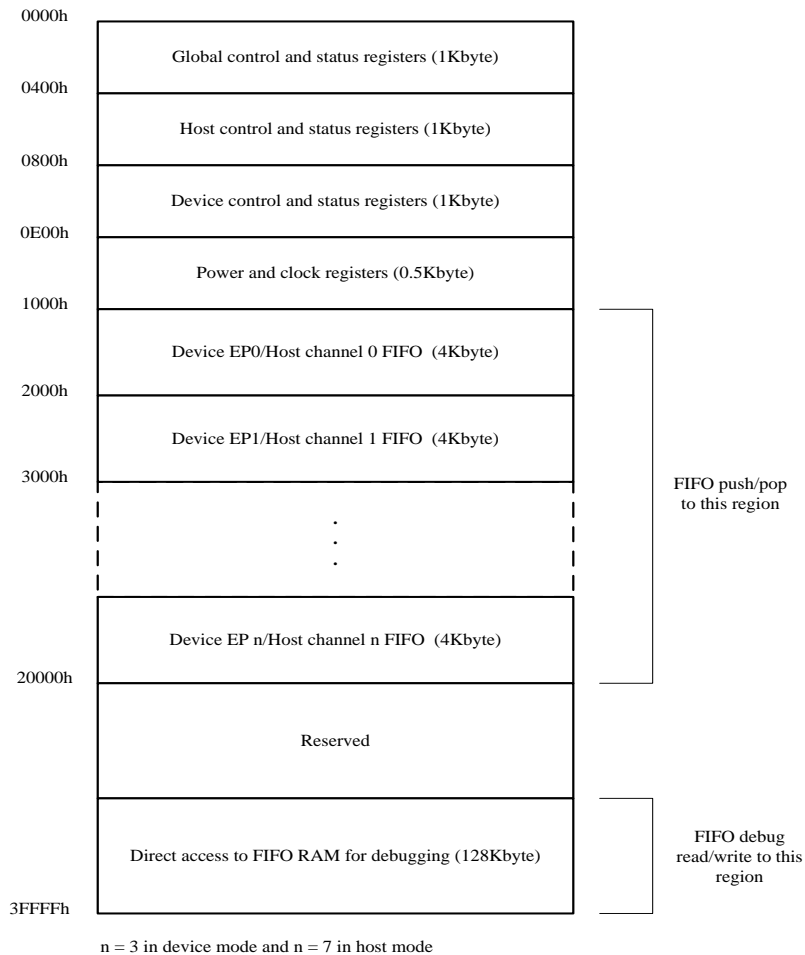 0000h
Global control and status registers (1Kbyte)
0400h
Host control and status registers (1Kbyte)
0800h
Device control and status registers (1Kbyte)
0E00h
Power and clock registers (0.5Kbyte)
1000h
Device EP0/Host channel 0 FIFO (4Kbyte)
2000h
Device EP1/Host channel 1 FIFO (4Kbyte)
3000h
FIFO push/pop
to this region
Device EP n/Host channel n FIFO (4Kbyte)
20000h
Reserved
Direct access to FIFO RAM for debugging (128Kbyte)
FIFO debug
read/write to this
region
3FFFFh
n = 3 in device mode and n = 7 in host mode